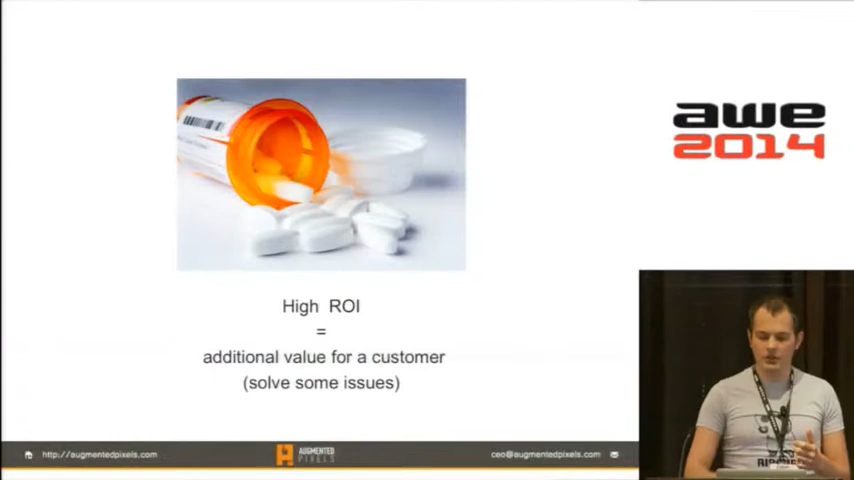 awe
2014
High ROI
=
additional value for a customer
(solve some issues)
http://augmentedpixels.com
AUGMENTED
PIXELS
ceo@augmentedpixels.com